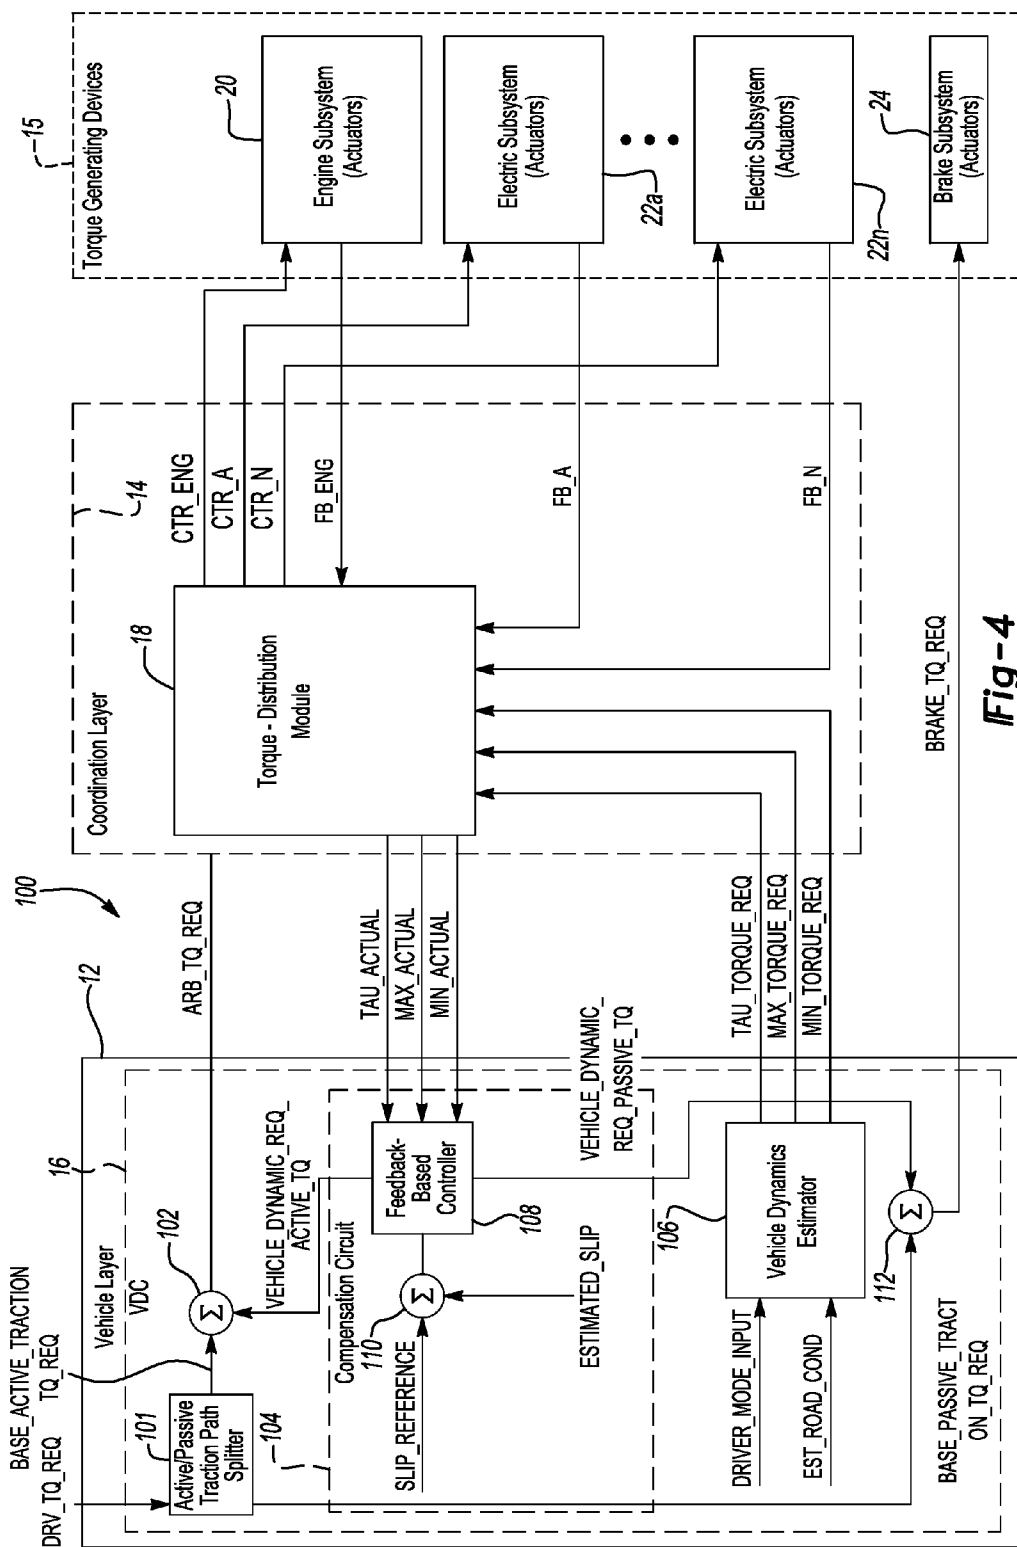 100
12
16
Vehicle Layer
VDC
DRV_TQ_REQ
BASE_ACTIVE_TRACTION
TQ_REQ
101
Active/Passive
Traction Path
Splitter
102
Σ
ARB_TQ_REQ
VEHICLE_DYNAMIC_REQ_
ACTIVE_TQ
104
Compensation Circuit
SLIP_REFERENCE
110
Σ
ESTIMATED_SLIP
Feedback-
Based
Controller
108
TAU_ACTUAL
MAX_ACTUAL
MIN_ACTUAL
VEHICLE_DYNAMIC_
REQ_PASSIVE_TQ
DRIVER_MODE_INPUT
EST_ROAD_COND
106
Vehicle Dynamics
Estimator
TAU_TORQUE_REQ
MAX_TORQUE_REQ
MIN_TORQUE_REQ
BASE_PASSIVE_TRACT
ON_TQ_REQ
112
Σ
BRAKE_TQ_REQ
14
Coordination Layer
18
Torque - Distribution
Module
CTR_ENG
CTR_A
CTR_N
FB_ENG
FB_A
FB_N
15
Torque Generating Devices
20
Engine Subsystem
(Actuators)
Electric Subsystem
(Actuators)
22a
Electric Subsystem
(Actuators)
22n
24
Brake Subsystem
(Actuators)
Fig-4